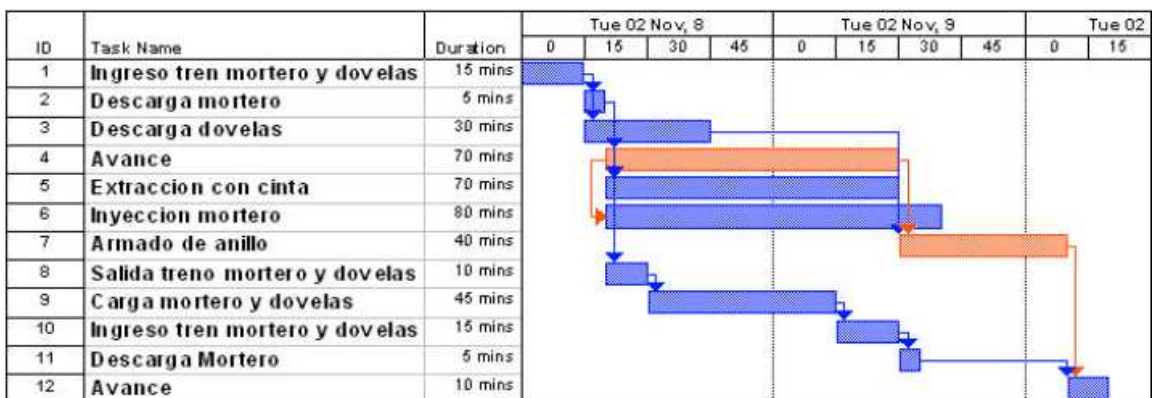 Tue 02 Nov, 8 Tue 02 Nov, 9 Tue 02
ID Task Name Duration 0 15 30 45 0 15 30 45 0 15
1 Ingreso tren mortero y dovelas 15 mins
2 Descarga mortero 5 mins
3 Descarga dovelas 30 mins
4 Avance 70 mins
5 Extraccion con cinta 70 mins
6 Inyeccion mortero 80 mins
7 Armado de anillo 40 mins
8 Salida treno mortero y dovelas 10 mins
9 Carga mortero y dovelas 45 mins
10 Ingreso tren mortero y dovelas 15 mins
11 Descarga Mortero 5 mins
12 Avance 10 mins